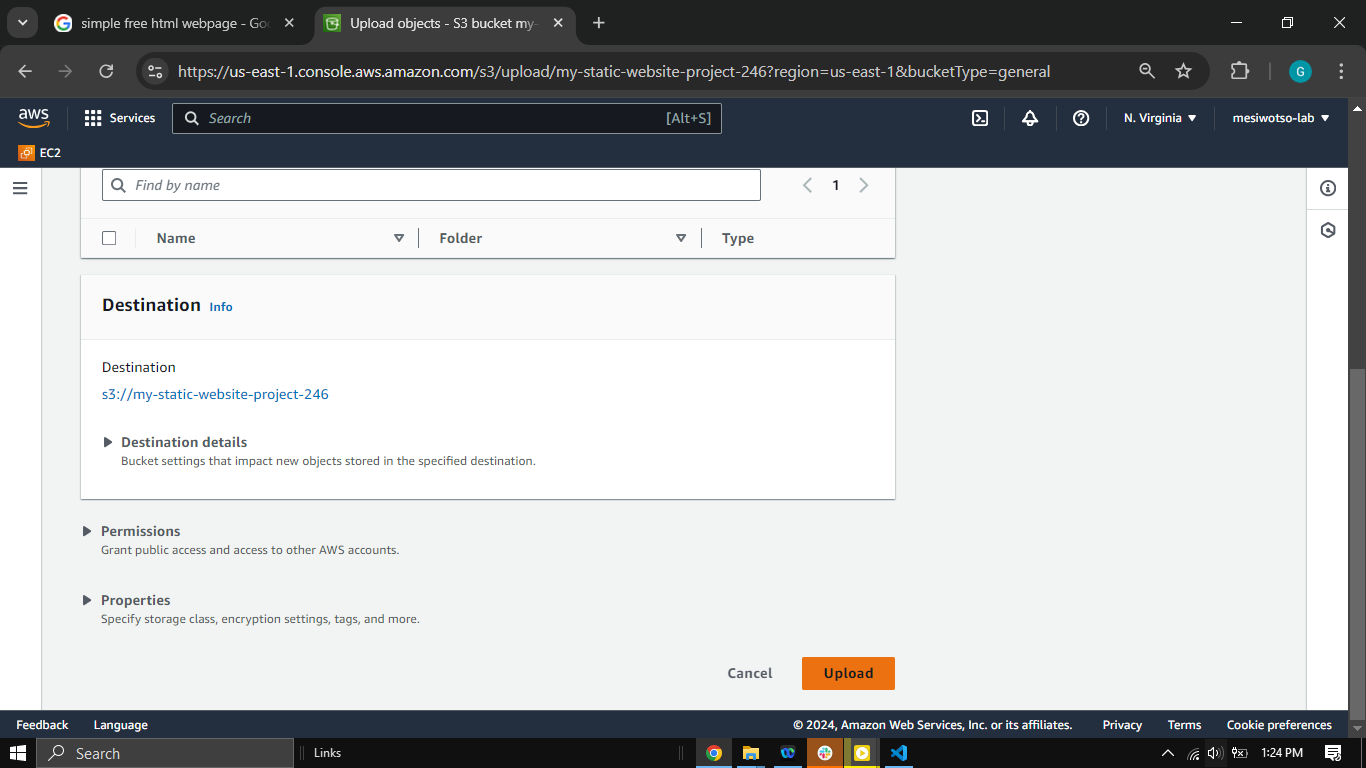 simple free html webpage - Goo
Upload objects - S3 bucket my-
https://us-east-1.console.aws.amazon.com/s3/upload/my-static-website-project-246?region=us-east-1&bucketType=general
G
aws
Services
Search
[Alt+S]
N. Virginia
mesiwotso-lab
EC2
Find by name
1
Name
Folder
Type
Destination Info
Destination
s3://my-static-website-project-246
Destination details
Bucket settings that impact new objects stored in the specified destination.
Permissions
Grant public access and access to other AWS accounts.
Properties
Specify storage class, encryption settings, tags, and more.
Cancel
Upload
Feedback
Language
© 2024, Amazon Web Services, Inc. or its affiliates.
Privacy
Terms
Cookie preferences
Search
Links
1:24 PM